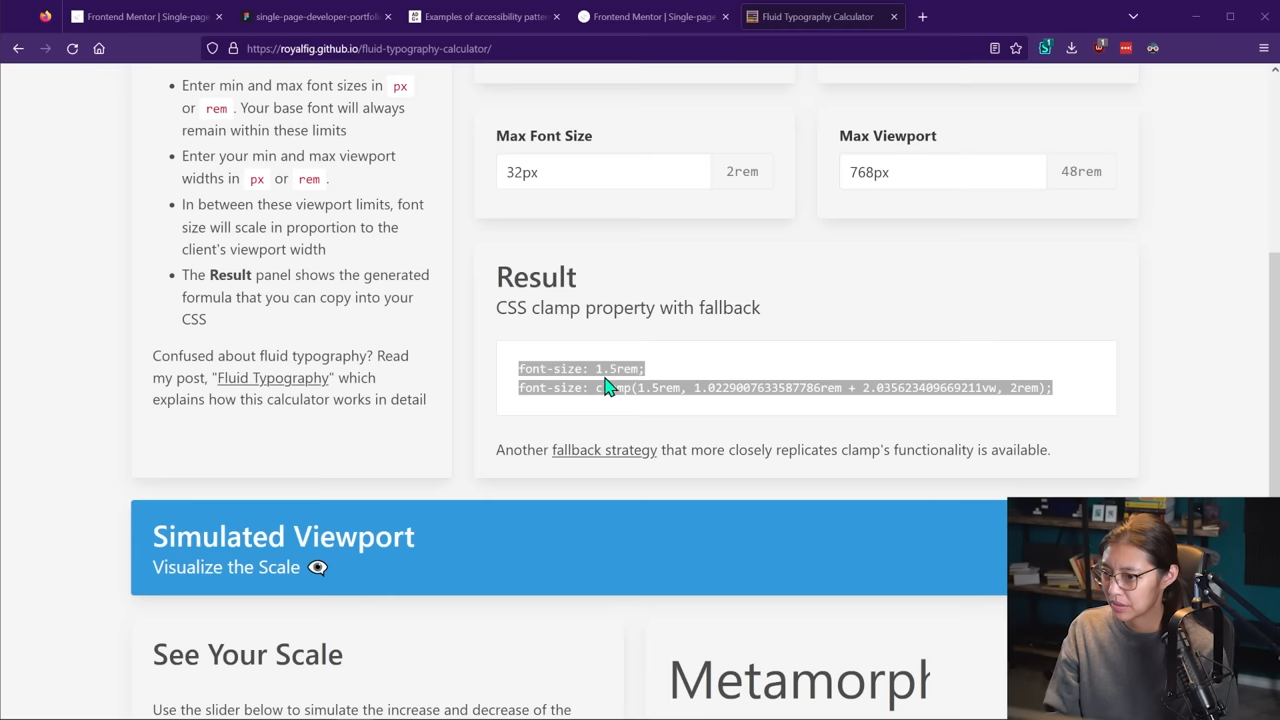 Frontend Mentor | Single-page
single-page-developer-portfoli
Examples of accessibility patte
Frontend Mentor | Single-page
Fluid Typography Calculator
https://royalfig.github.io/fluid-typography-calculator/
Enter min and max font sizes in px
or rem. Your base font will always
remain within these limits
Enter your min and max viewport
widths in px or rem.
In between these viewport limits, font
size will scale in proportion to the
client's viewport width
The Result panel shows the generated
formula that you can copy into your
CSS
Confused about fluid typography? Read
my post, "Fluid Typography" which
explains how this calculator works in detail
Max Font Size
32px 2rem
Max Viewport
768px 48rem
Result
CSS clamp property with fallback
font-size: 1.5rem;
font-size: clamp(1.5rem, 1.0229007633587786rem + 2.035623409669211vw, 2rem);
Another fallback strategy that more closely replicates clamp's functionality is available.
Simulated Viewport
Visualize the Scale
See Your Scale
Use the slider below to simulate the increase and decrease of the
Metamorph